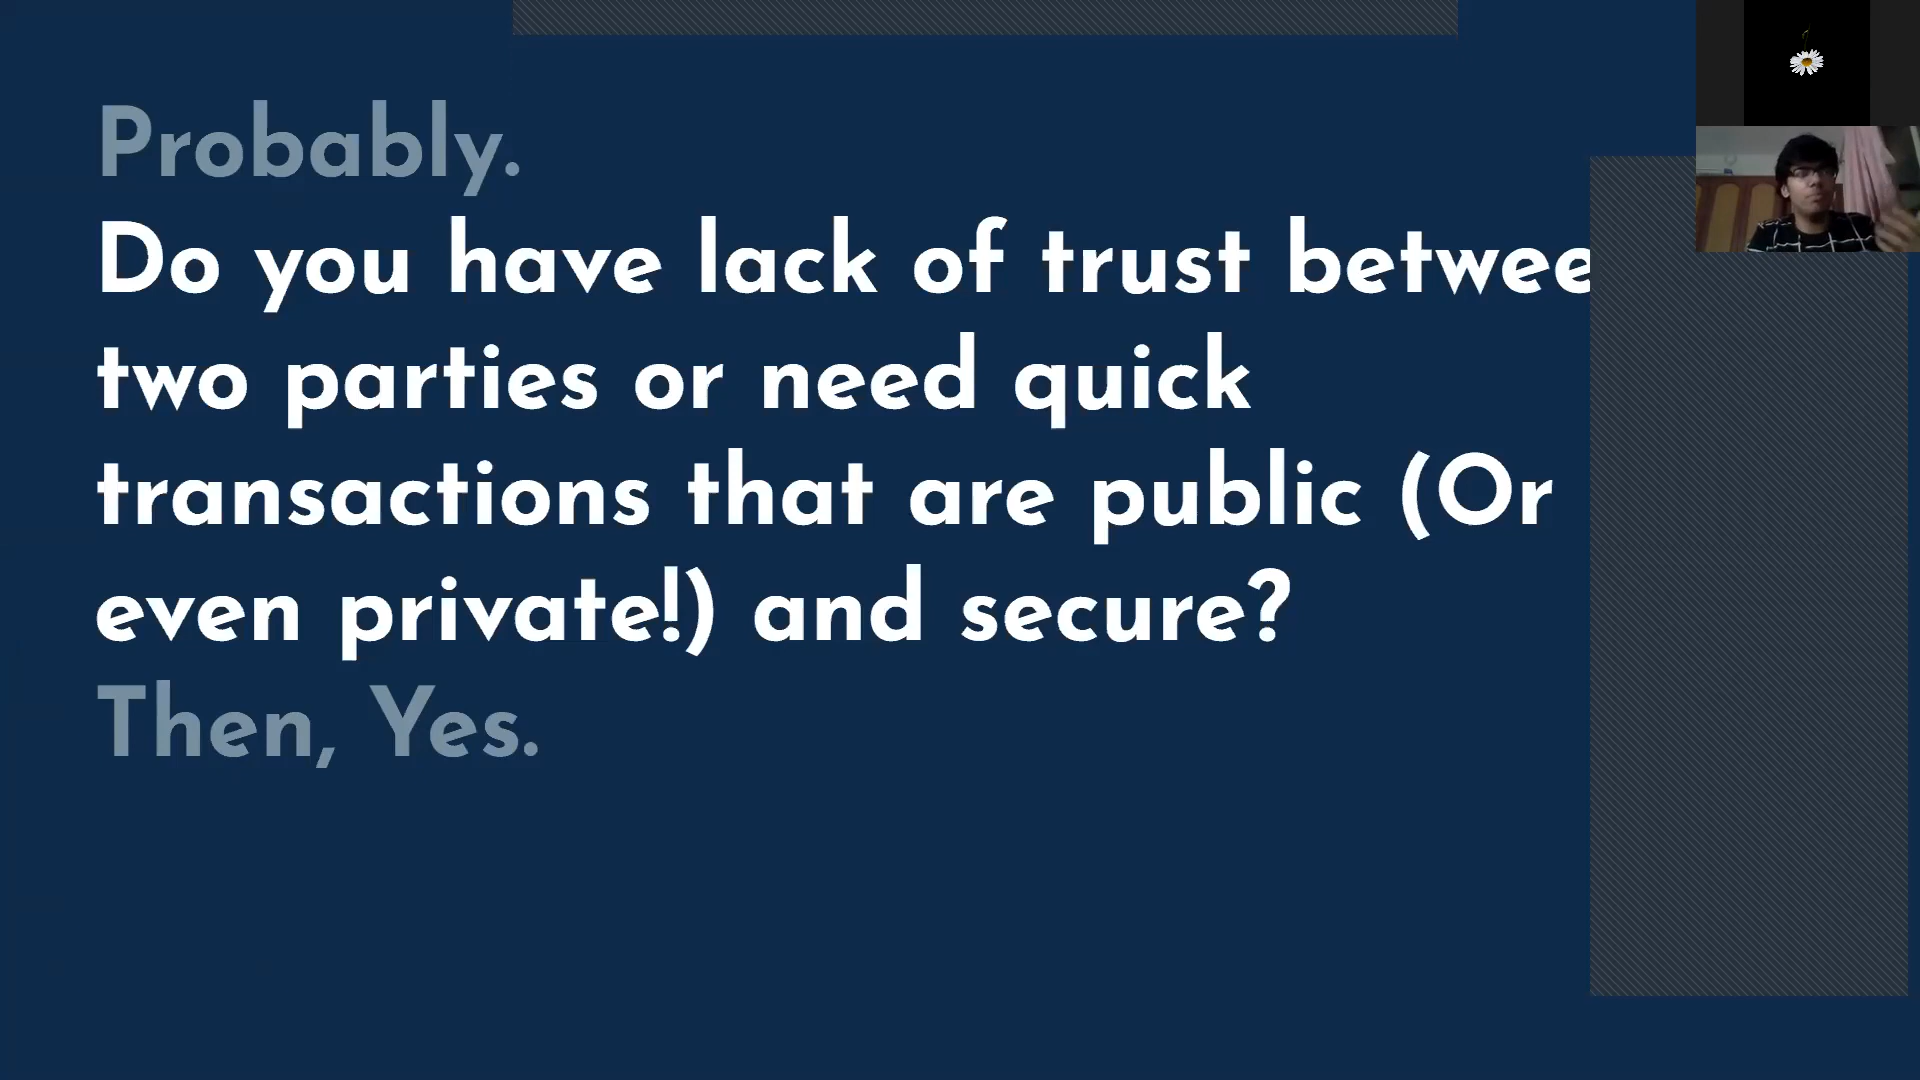 Probably.
Do you have lack of trust betwee
two parties or need quick
transactions that are public (Or
even private!) and secure?
Then, Yes.